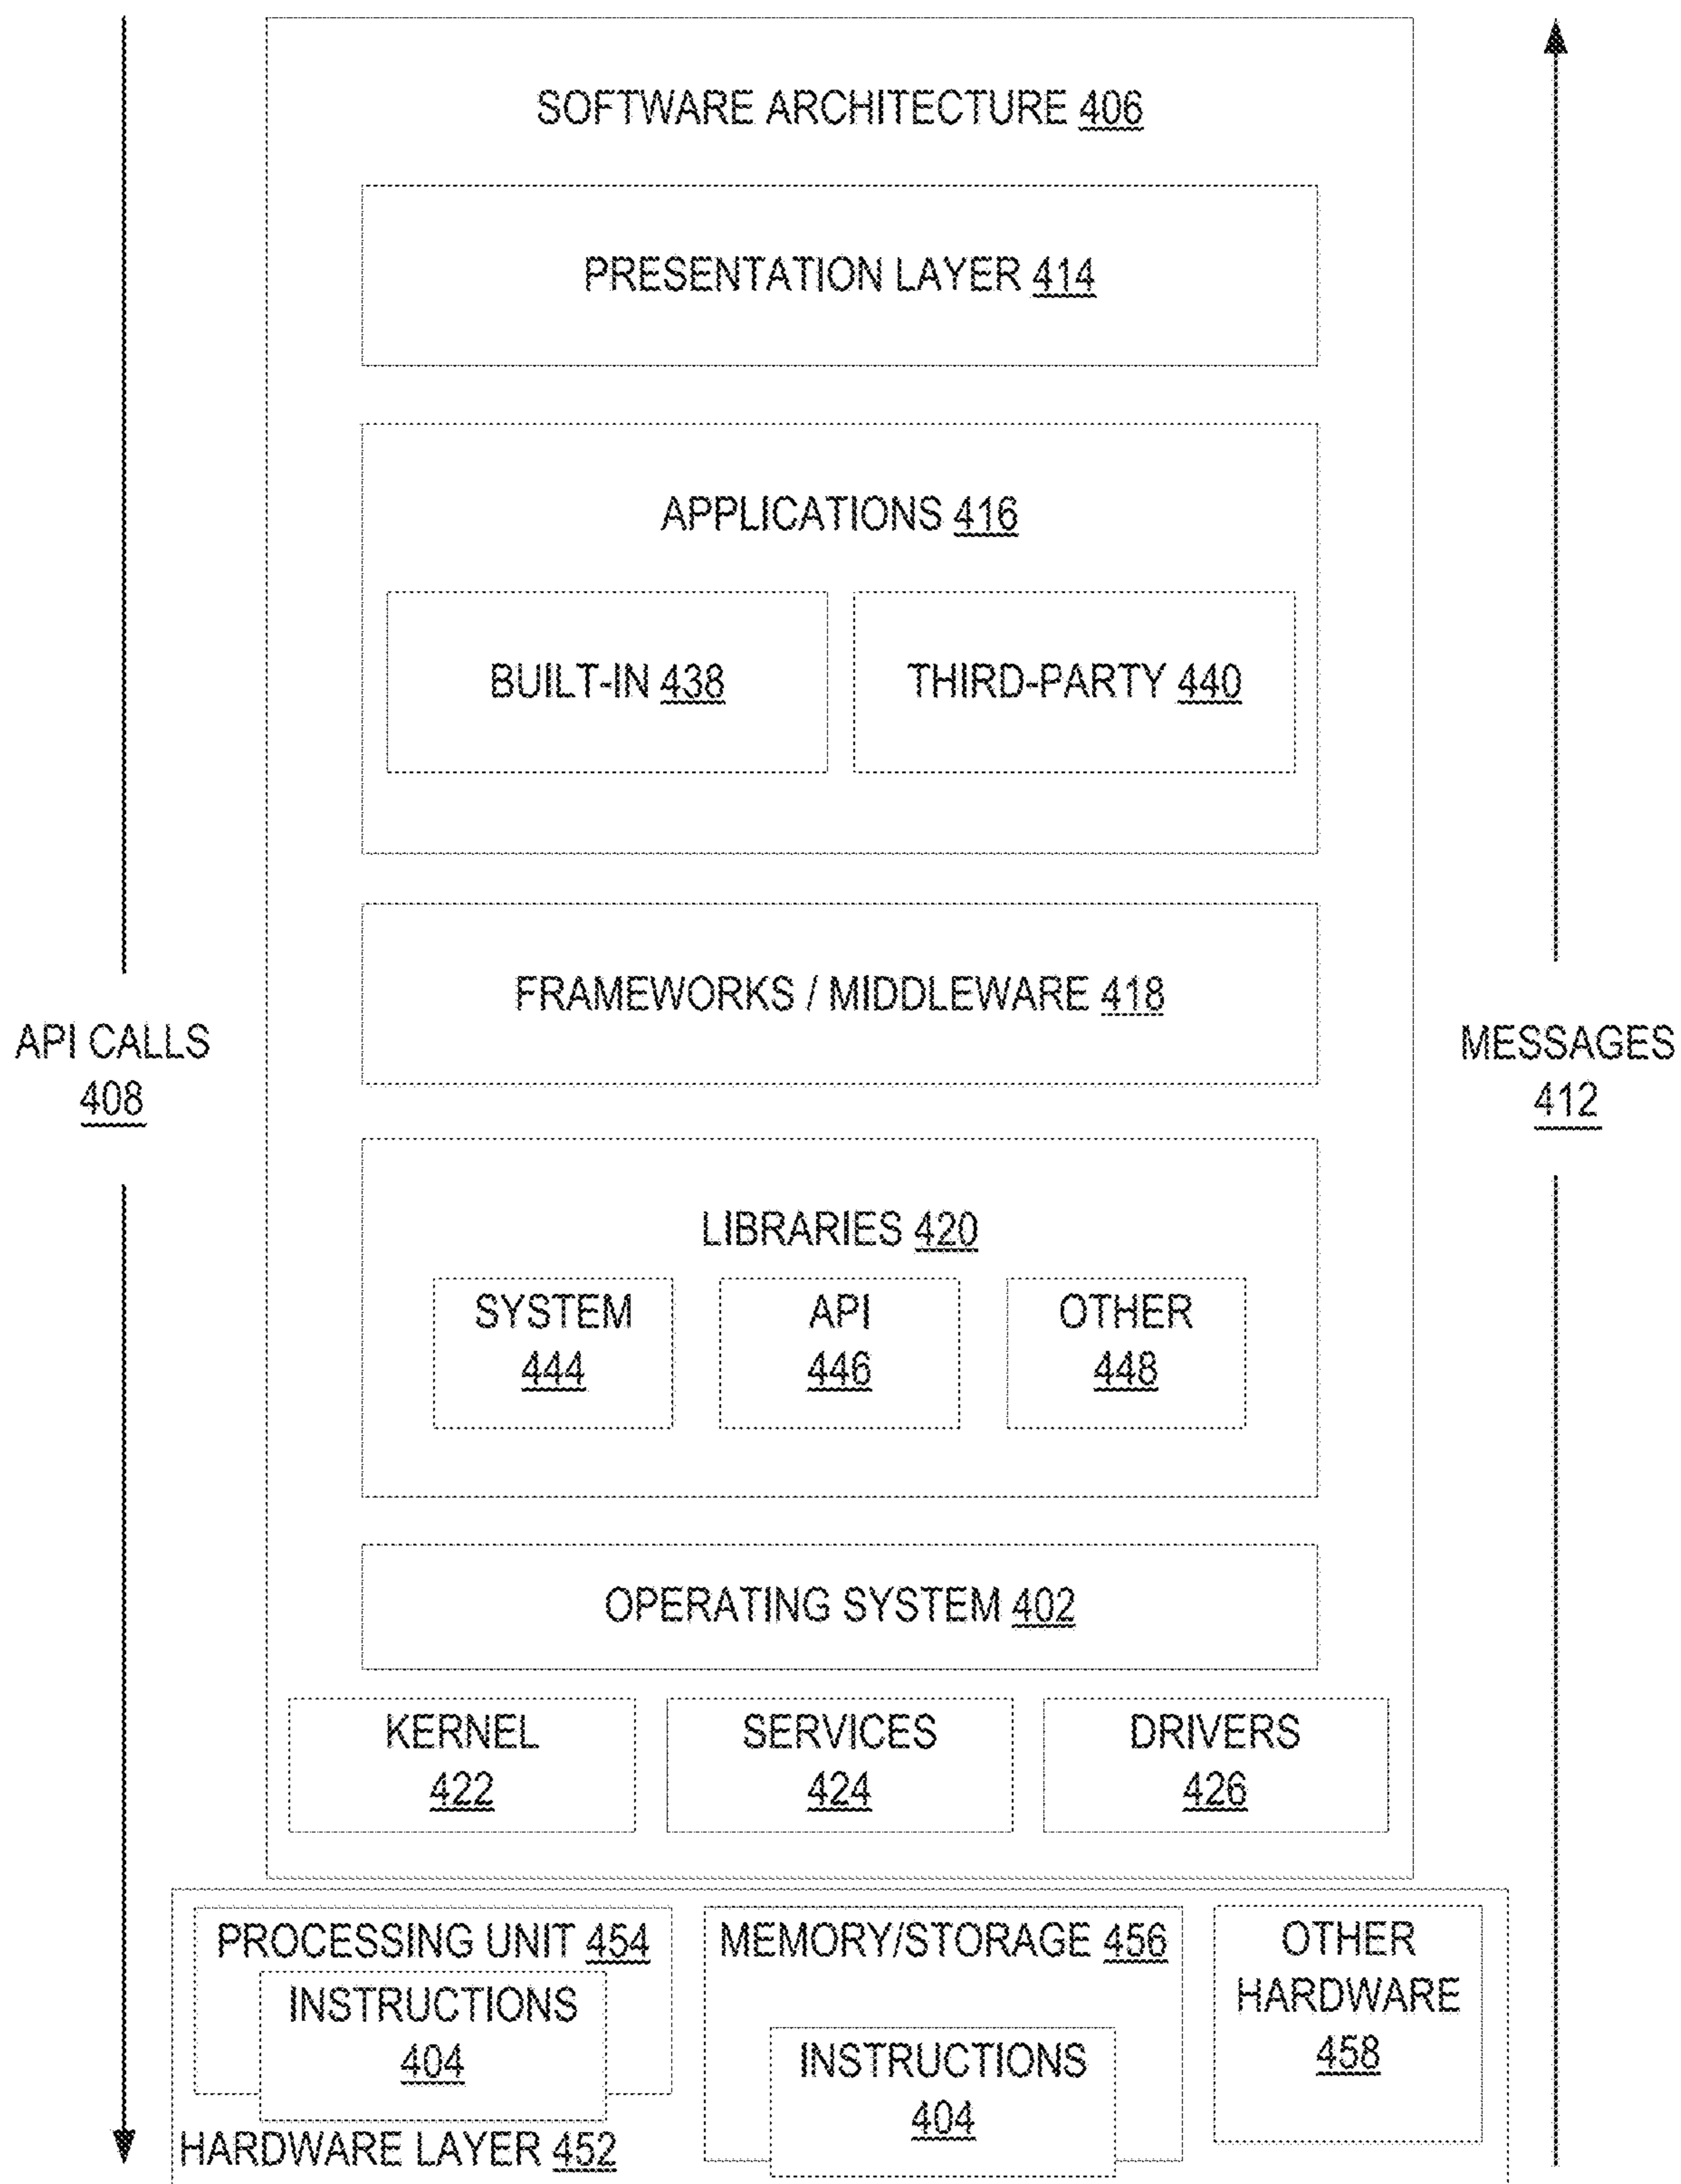 SOFTWARE ARCHITECTURE 406
PRESENTATION LAYER 414
APPLICATIONS 416
BUILT-IN 438
THIRD-PARTY 440
FRAMEWORKS / MIDDLEWARE 418
API CALLS
408
MESSAGES
412
LIBRARIES 420
SYSTEM
444
API
446
OTHER
448
OPERATING SYSTEM 402
KERNEL
422
SERVICES
424
DRIVERS
426
PROCESSING UNIT 454
INSTRUCTIONS
404
MEMORY/STORAGE 456
INSTRUCTIONS
404
OTHER
HARDWARE
458
HARDWARE LAYER 452